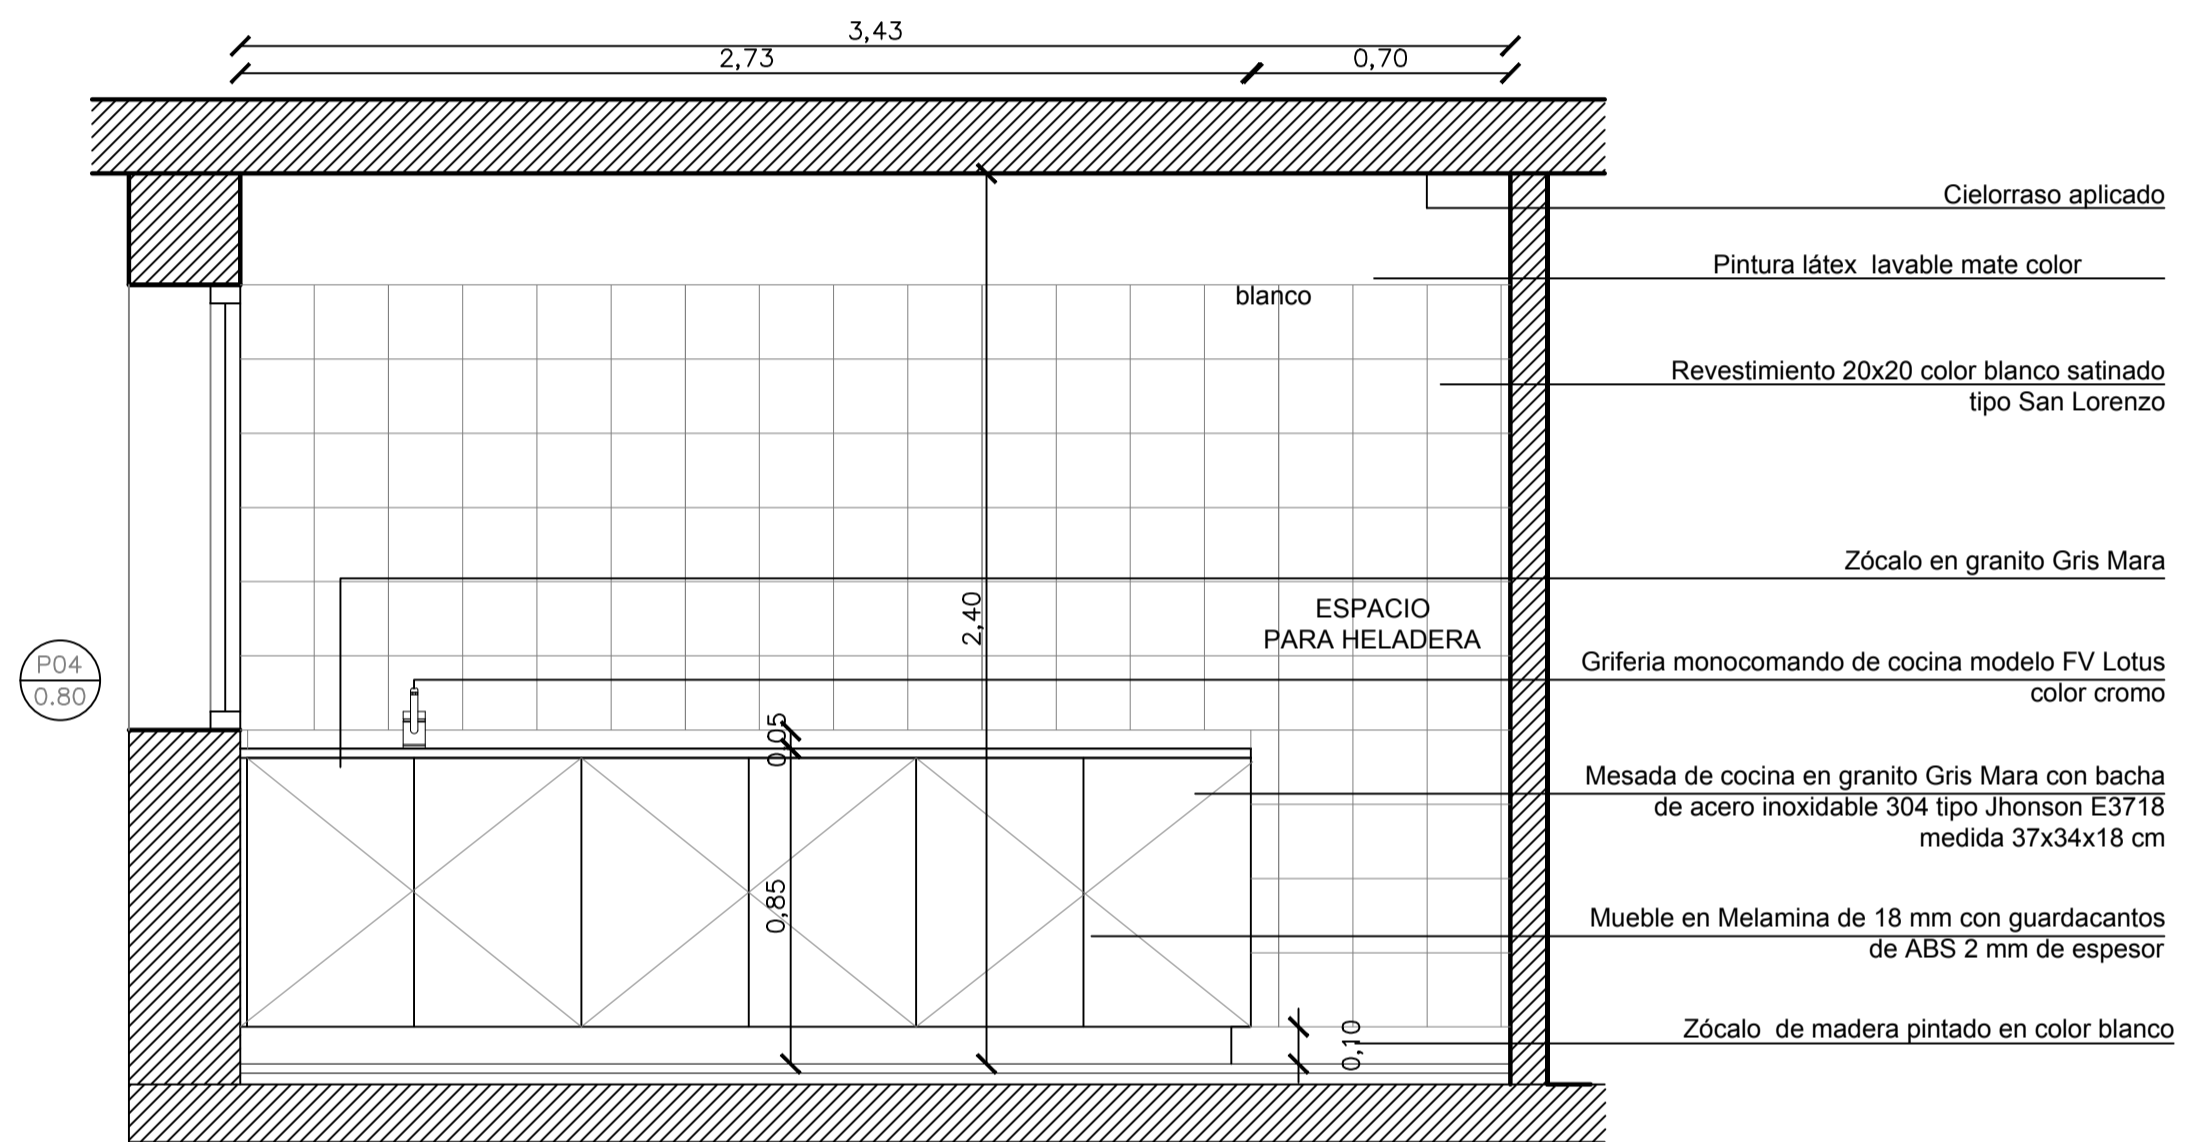 3,43
2,73
0,70
Cielorraso aplicado
Pintura látex  lavable mate color
blanco
Revestimiento 20x20 color blanco satinado
tipo San Lorenzo
Zócalo en granito Gris Mara
2,40
ESPACIO
PARA HELADERA
P04
0.80
Griferia monocomando de cocina modelo FV Lotus
color cromo
0,05
Mesada de cocina en granito Gris Mara con bacha
de acero inoxidable 304 tipo Jhonson E3718
medida 37x34x18 cm
0,85
Mueble en Melamina de 18 mm con guardacantos
de ABS 2 mm de espesor
0,10
Zócalo  de madera pintado en color blanco